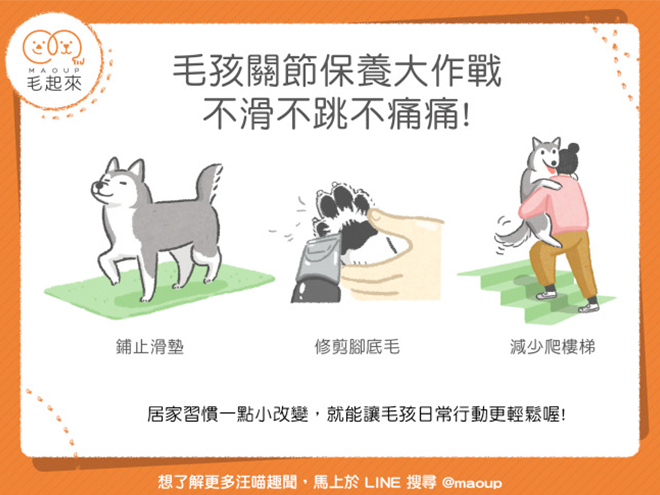 MAOUP
毛起來
毛孩關節保養大作戰
不滑不跳不痛痛!
鋪止滑墊
修剪腳底毛
減少爬樓梯
居家習慣一點小改變，就能讓毛孩日常行動更輕鬆喔!
想了解更多汪喵趣聞，馬上於 LINE 搜尋 @maoup